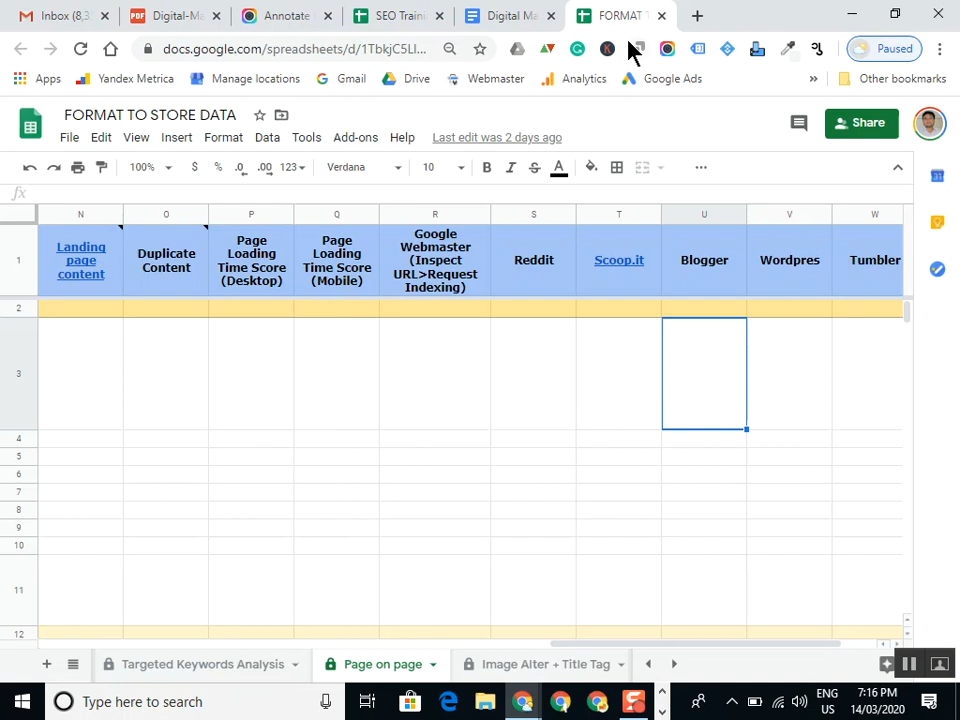 Inbox (8,3
Digital-Ma
Annotate
SEO Traini
Digital Ma
FORMAT T
docs.google.com/spreadsheets/d/1TbkjC5Ll...
Paused
Apps
Yandex Metrica
Manage locations
Gmail
Drive
Webmaster
Analytics
Google Ads
»
Other bookmarks
FORMAT TO STORE DATA
File Edit View Insert Format Data Tools Add-ons Help
Last edit was 2 days ago
Share
100%
$ % .0 .00 123
Verdana
10
B I S A
fx
N O P Q R S T U V W
1
Landing page content
Duplicate Content
Page Loading Time Score (Desktop)
Page Loading Time Score (Mobile)
Google Webmaster (Inspect URL>Request Indexing)
Reddit
Scoop.it
Blogger
Wordpres
Tumbler
2
3
4
5
6
7
8
9
10
11
12
Targeted Keywords Analysis
Page on page
Image Alter + Title Tag
Type here to search
ENG
US
7:16 PM
14/03/2020